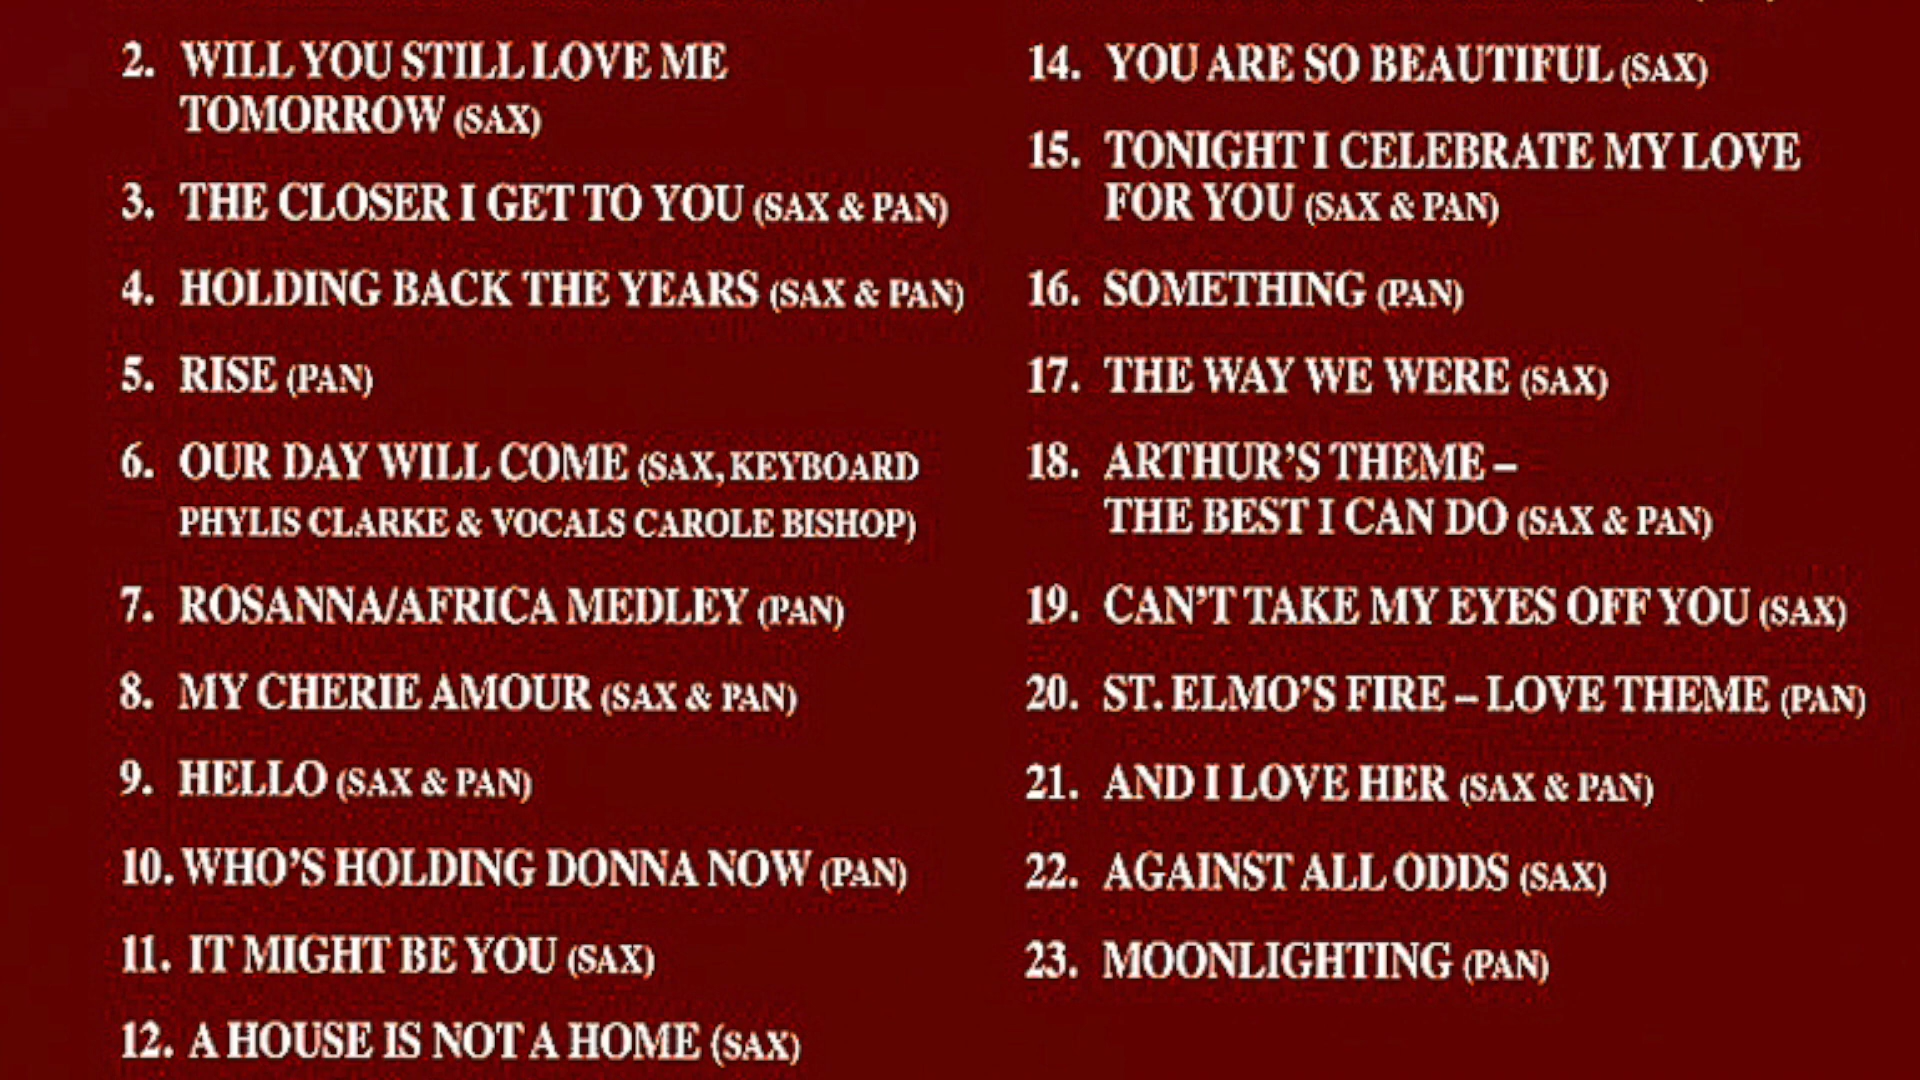 2. WILL YOU STILL LOVE ME
TOMORROW (SAX)
3. THE CLOSER I GET TO YOU (SAX & PAN)
4. HOLDING BACK THE YEARS (SAX & PAN)
5. RISE (PAN)
6. OUR DAY WILL COME (SAX, KEYBOARD
PHYLIS CLARKE & VOCALS CAROLE BISHOP)
7. ROSANNA/AFRICA MEDLEY (PAN)
8. MY CHERIE AMOUR (SAX & PAN)
9. HELLO (SAX & PAN)
10. WHO'S HOLDING DONNA NOW (PAN)
11. IT MIGHT BE YOU (SAX)
12. A HOUSE IS NOT A HOME (SAX)
14. YOU ARE SO BEAUTIFUL (SAX)
15. TONIGHT I CELEBRATE MY LOVE
FOR YOU (SAX & PAN)
16. SOMETHING (PAN)
17. THE WAY WE WERE (SAX)
18. ARTHUR'S THEME –
THE BEST I CAN DO (SAX & PAN)
19. CAN'T TAKE MY EYES OFF YOU (SAX)
20. ST. ELMO'S FIRE – LOVE THEME (PAN)
21. AND I LOVE HER (SAX & PAN)
22. AGAINST ALL ODDS (SAX)
23. MOONLIGHTING (PAN)